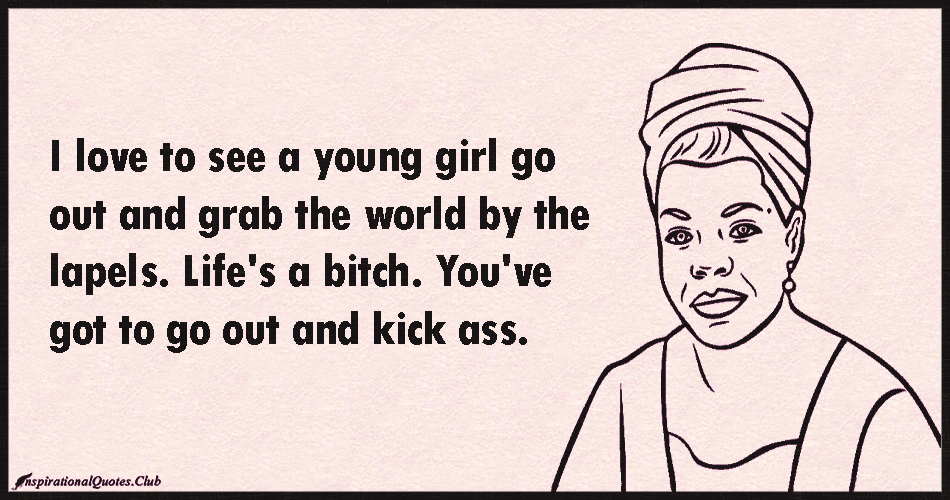 I love to see a young girl go
out and grab the world by the
lapels. Life's a bitch. You've
got to go out and kick ass.
InspirationalQuotes.Club